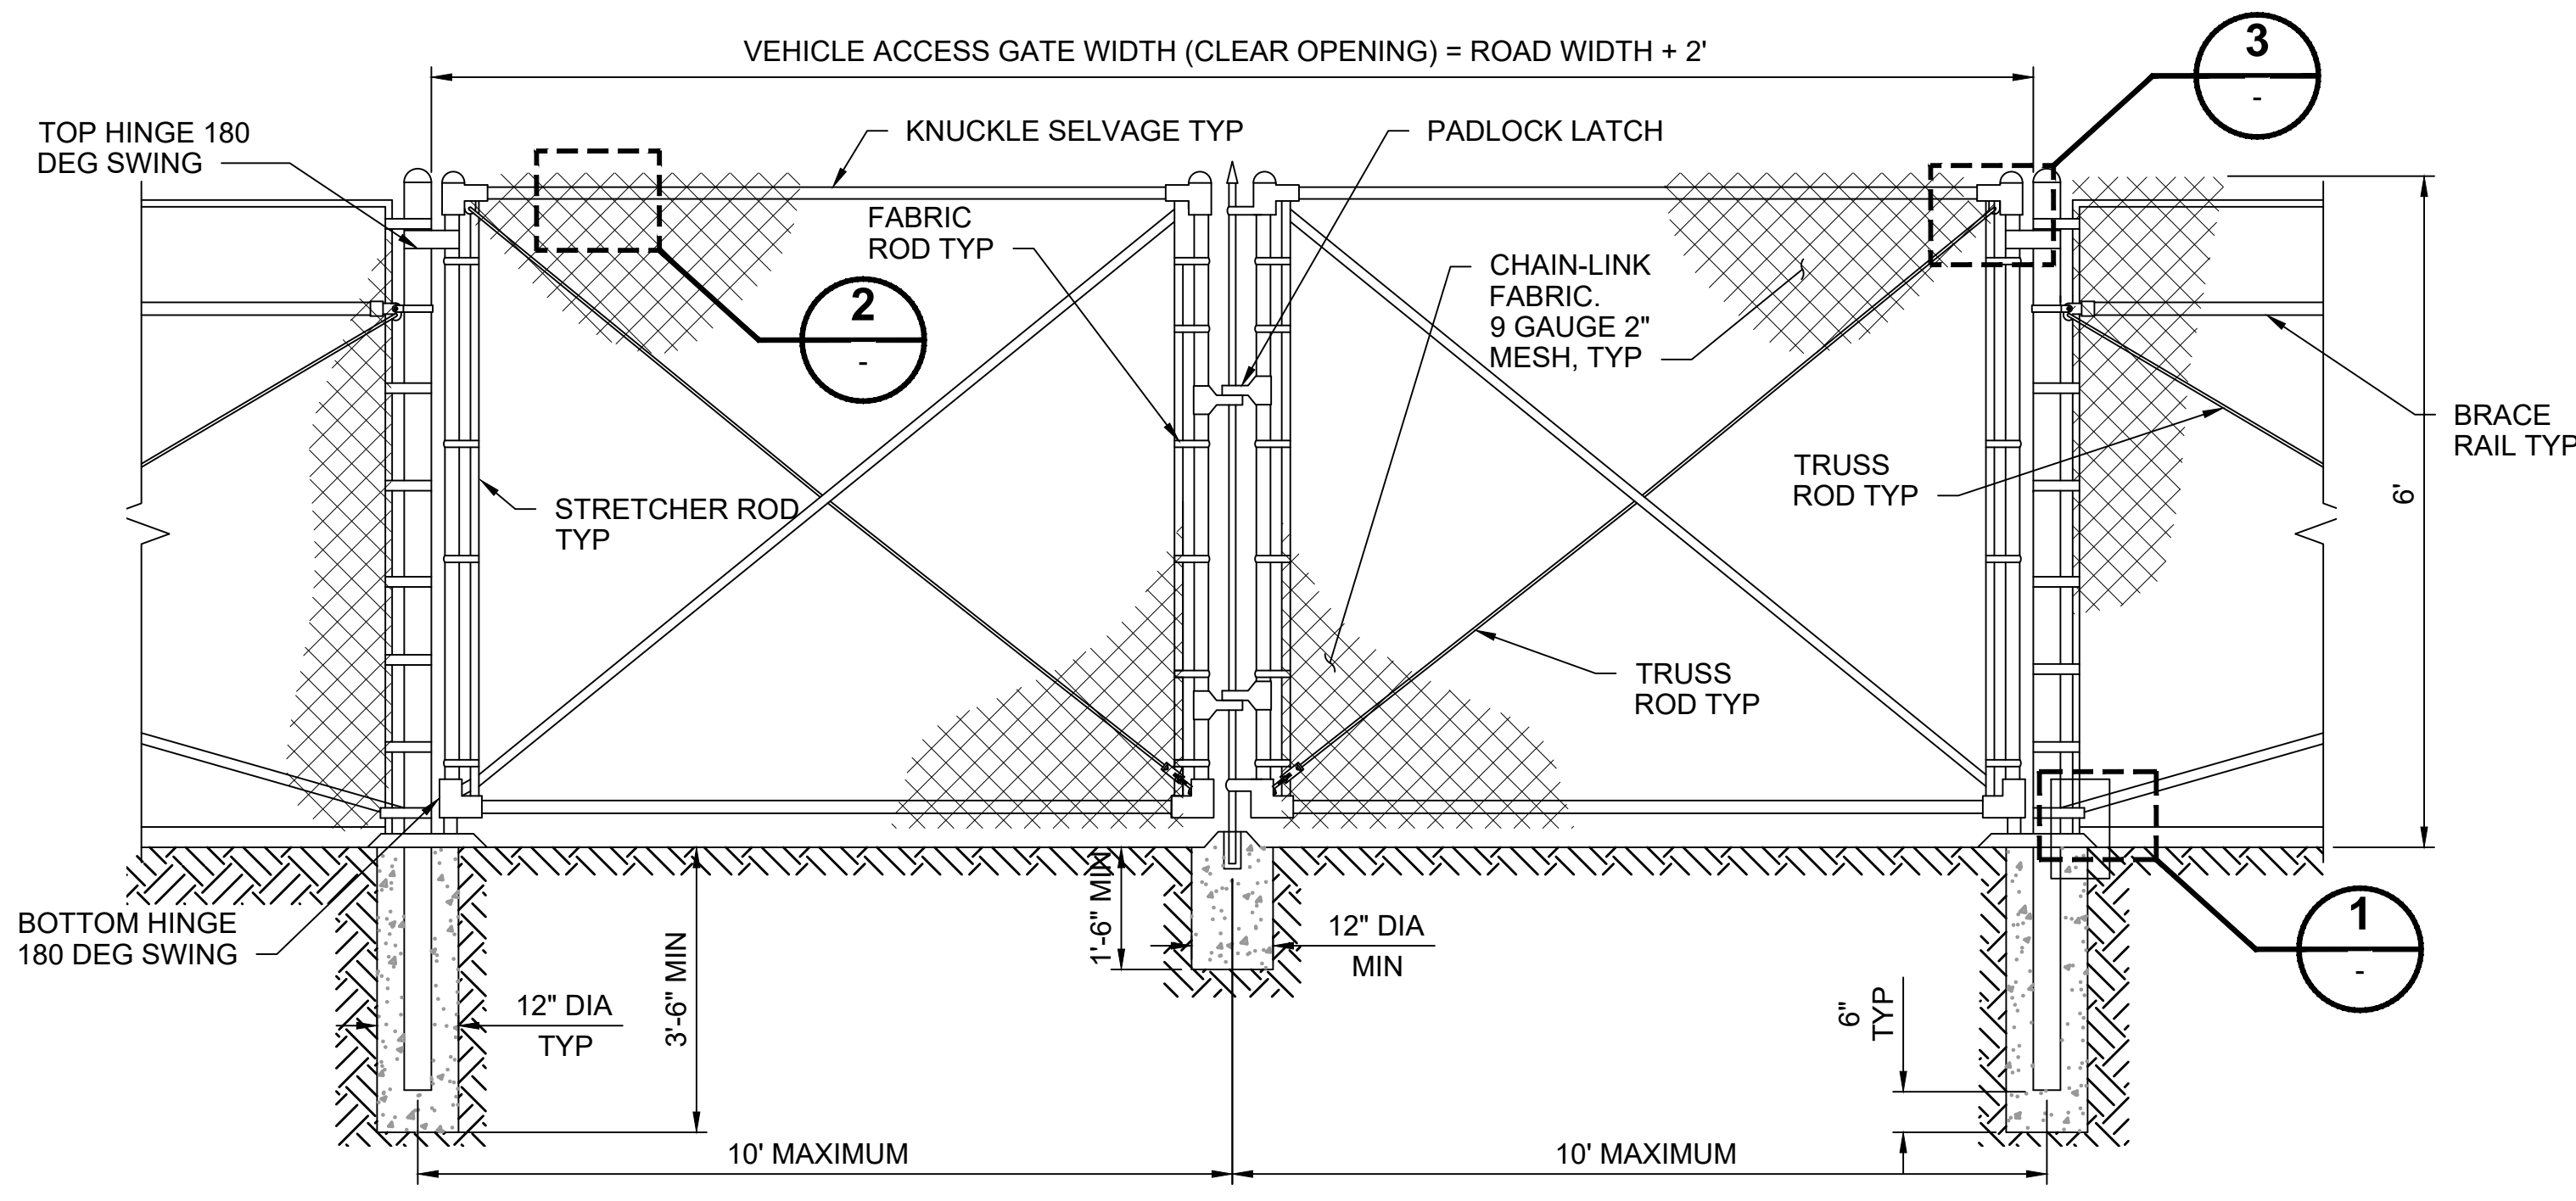 VEHICLE ACCESS GATE WIDTH (CLEAR OPENING) = ROAD WIDTH + 2'
3
-
TOP HINGE 180
DEG SWING
KNUCKLE SELVAGE TYP
PADLOCK LATCH
FABRIC
ROD TYP
CHAIN-LINK
FABRIC.
9 GAUGE 2"
MESH, TYP
2
-
BRACE
RAIL TYP
TRUSS
ROD TYP
6'
STRETCHER ROD
TYP
TRUSS
ROD TYP
BOTTOM HINGE
180 DEG SWING
1'-6" MIN
12" DIA
MIN
1
-
12" DIA
TYP
3'-6" MIN
6"
TYP
10' MAXIMUM
10' MAXIMUM